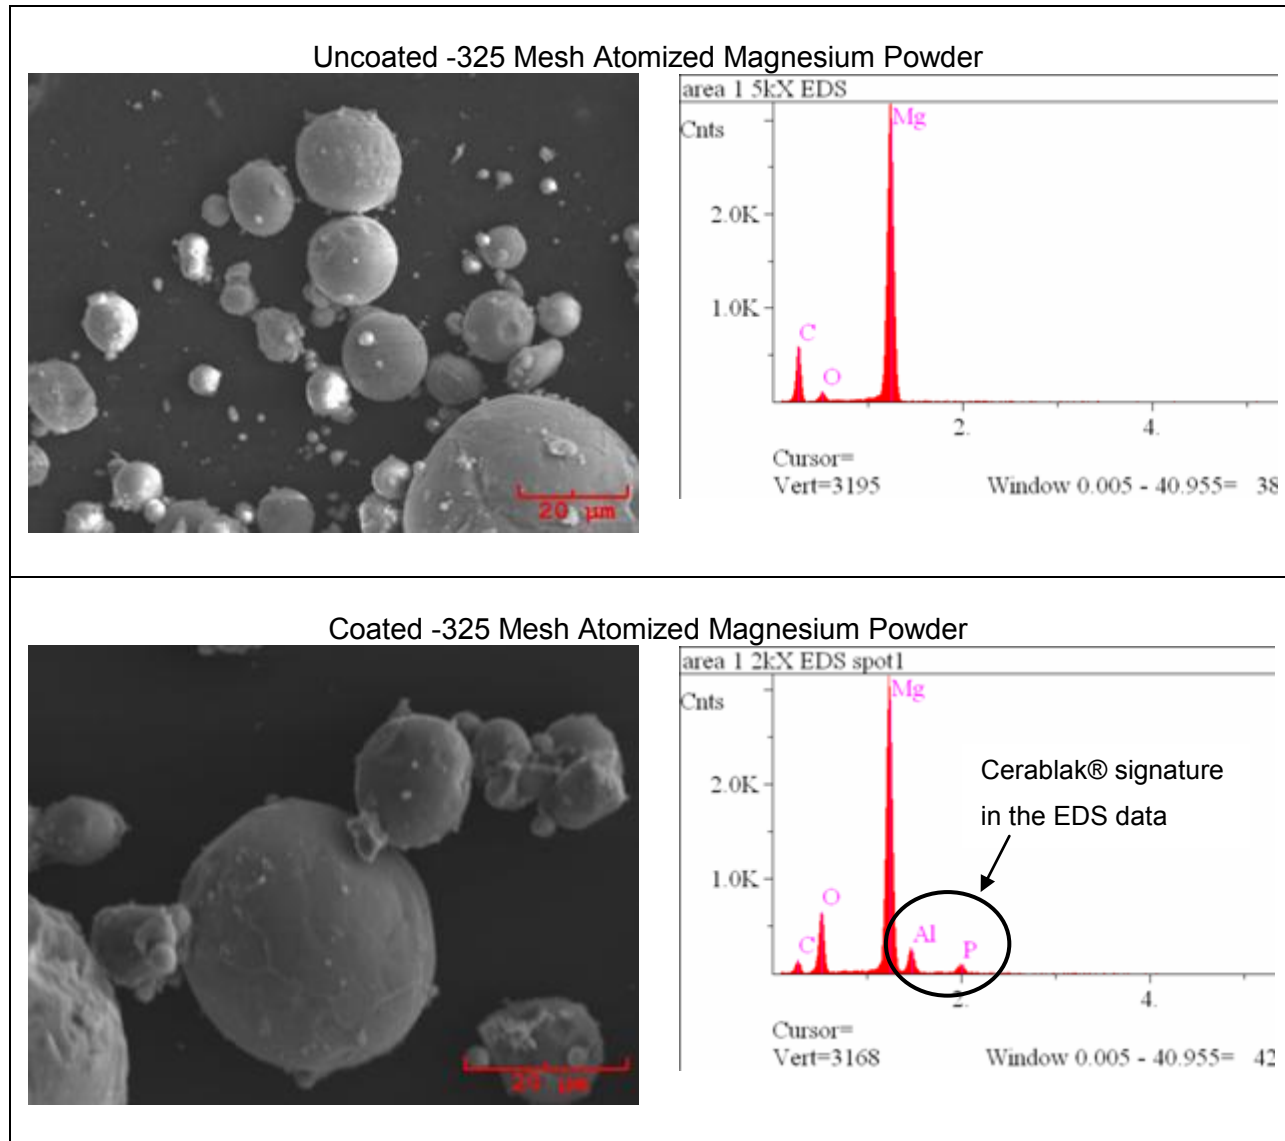 Uncoated -325 Mesh Atomized Magnesium Powder
20 µm
area 1 5kX EDS
Cnts
Mg
2.0K
1.0K
C
O
2.
4.
Cursor=
Vert=3195 Window 0.005 - 40.955= 38
Coated -325 Mesh Atomized Magnesium Powder
20 µm
area 1 2kX EDS spot1
Cnts
Mg
Cerablak® signature
in the EDS data
2.0K
1.0K
O
C
Al
P
2.
4.
Cursor=
Vert=3168 Window 0.005 - 40.955= 42